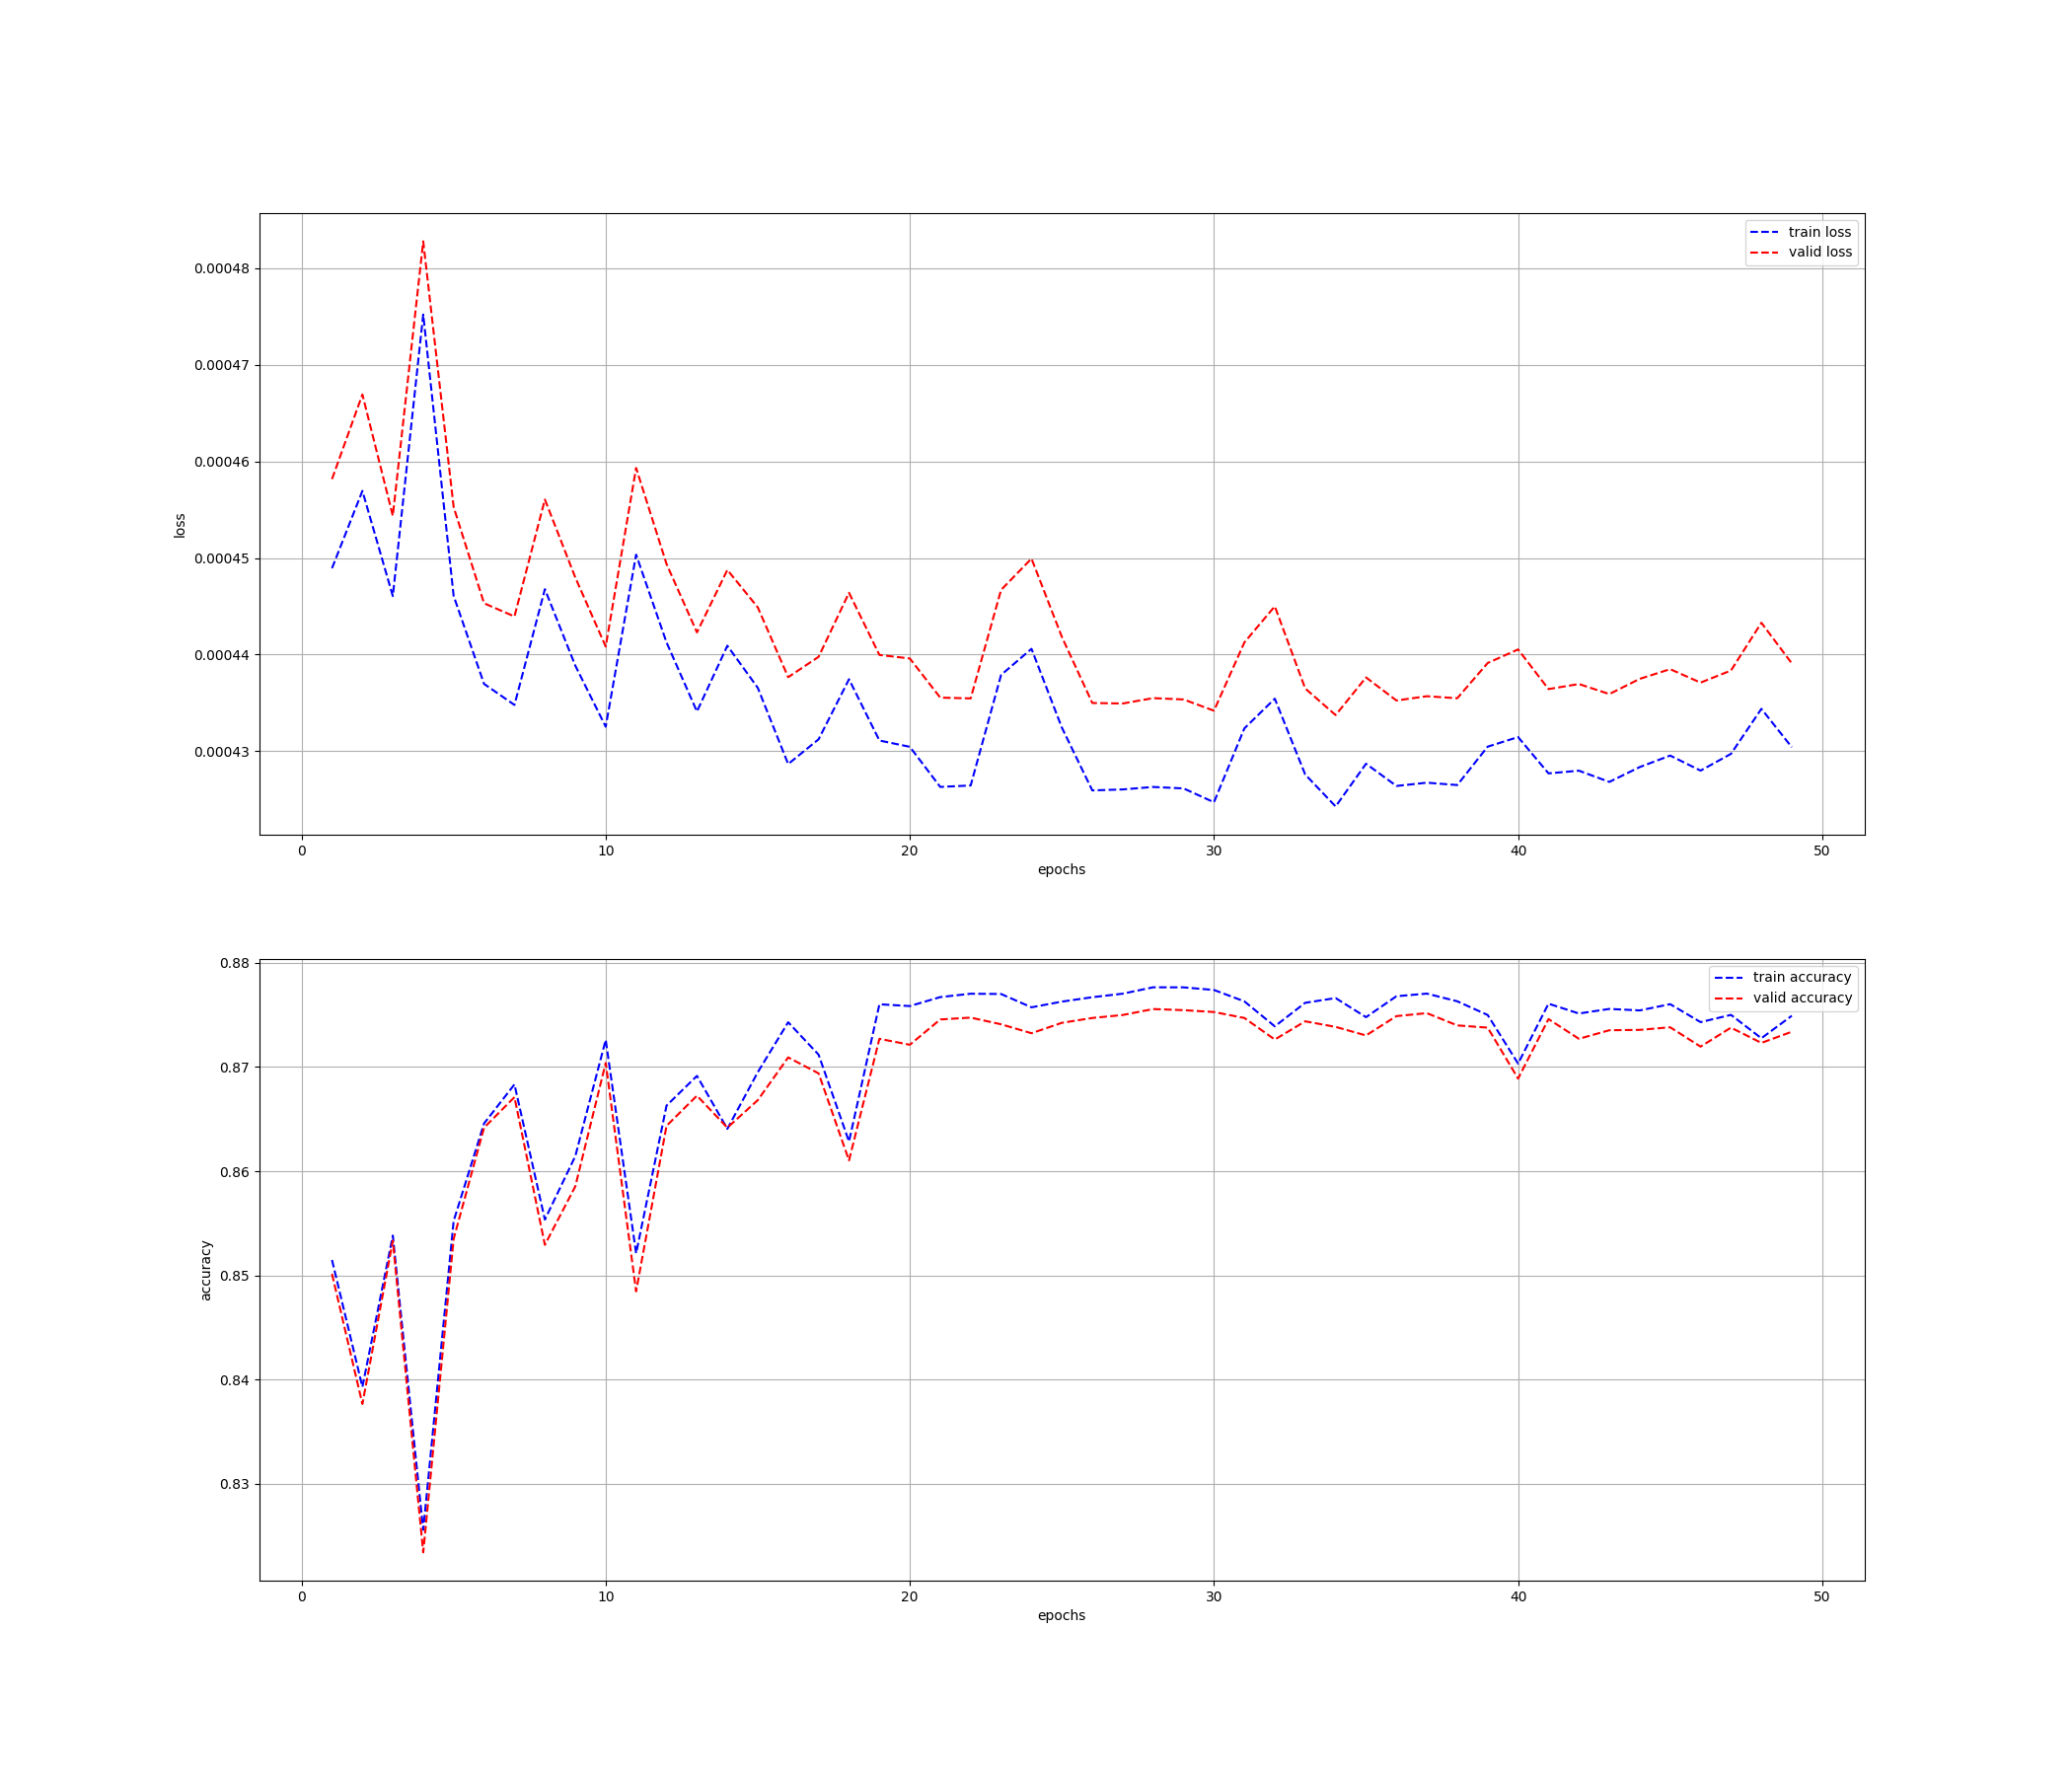 train loss
valid loss
0.00048
0.00047
0.00046
0.00045
0.00044
0.00043
loss
0 10 20 30 40 50
epochs
train accuracy
valid accuracy
0.88
0.87
0.86
0.85
0.84
0.83
accuracy
0 10 20 30 40 50
epochs